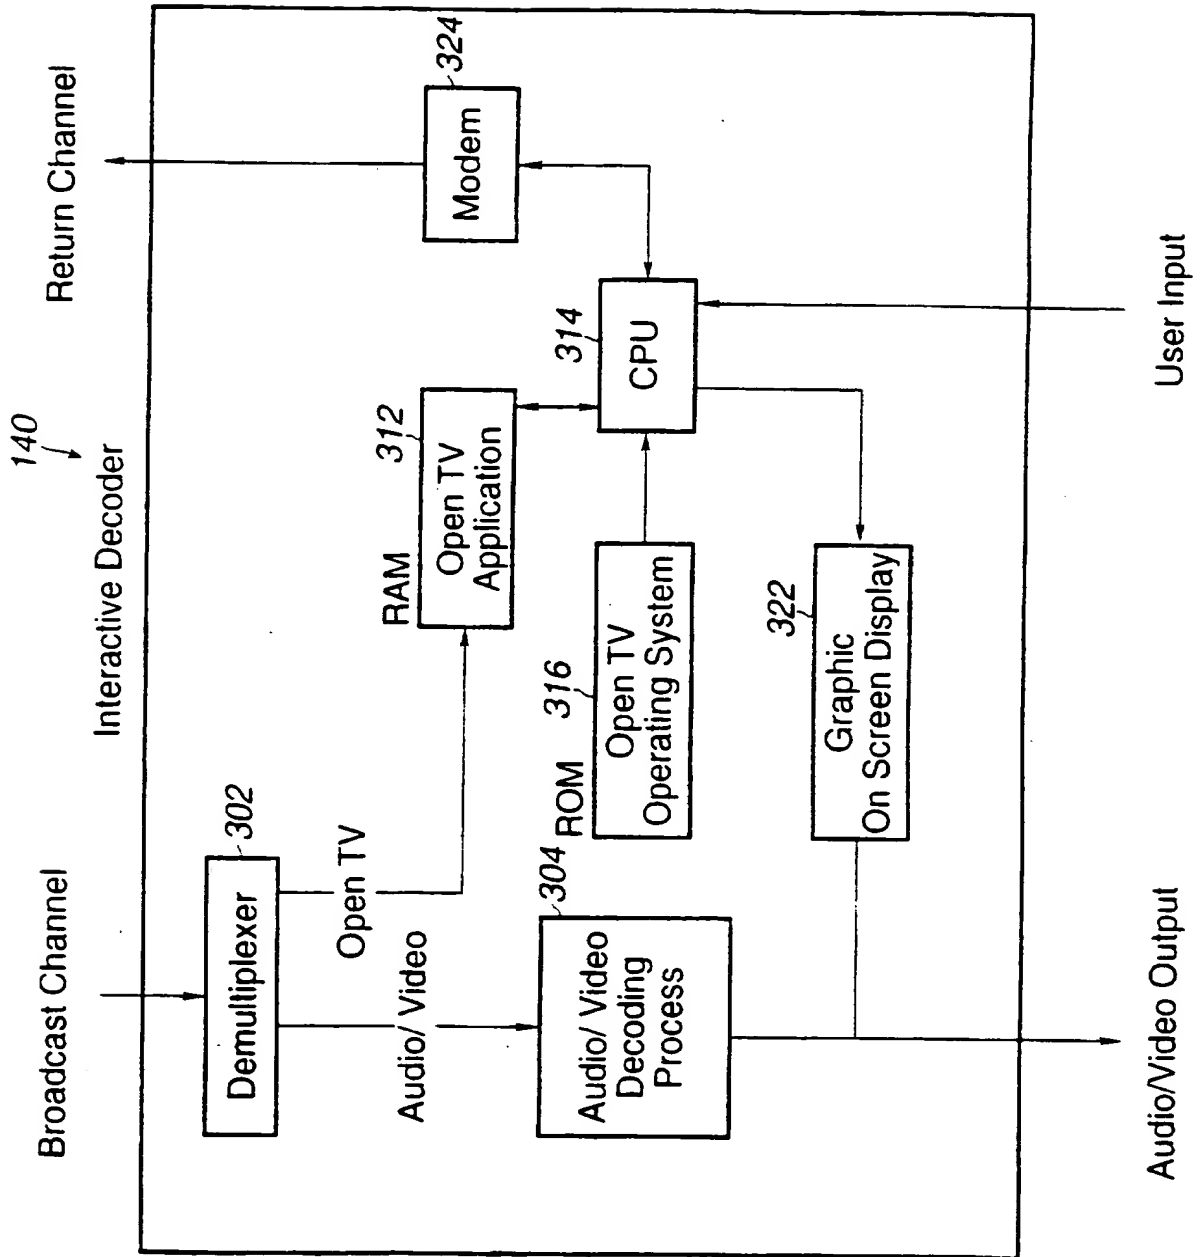 140
Interactive Decoder
Broadcast Channel
Return Channel
302
Demultiplexer
324
Modem
Audio/ Video
Open TV
RAM
312
Open TV
Application
314
CPU
ROM
316
Open TV
Operating System
304
Audio/ Video
Decoding
Process
322
Graphic
On Screen Display
Audio/Video Output
User Input